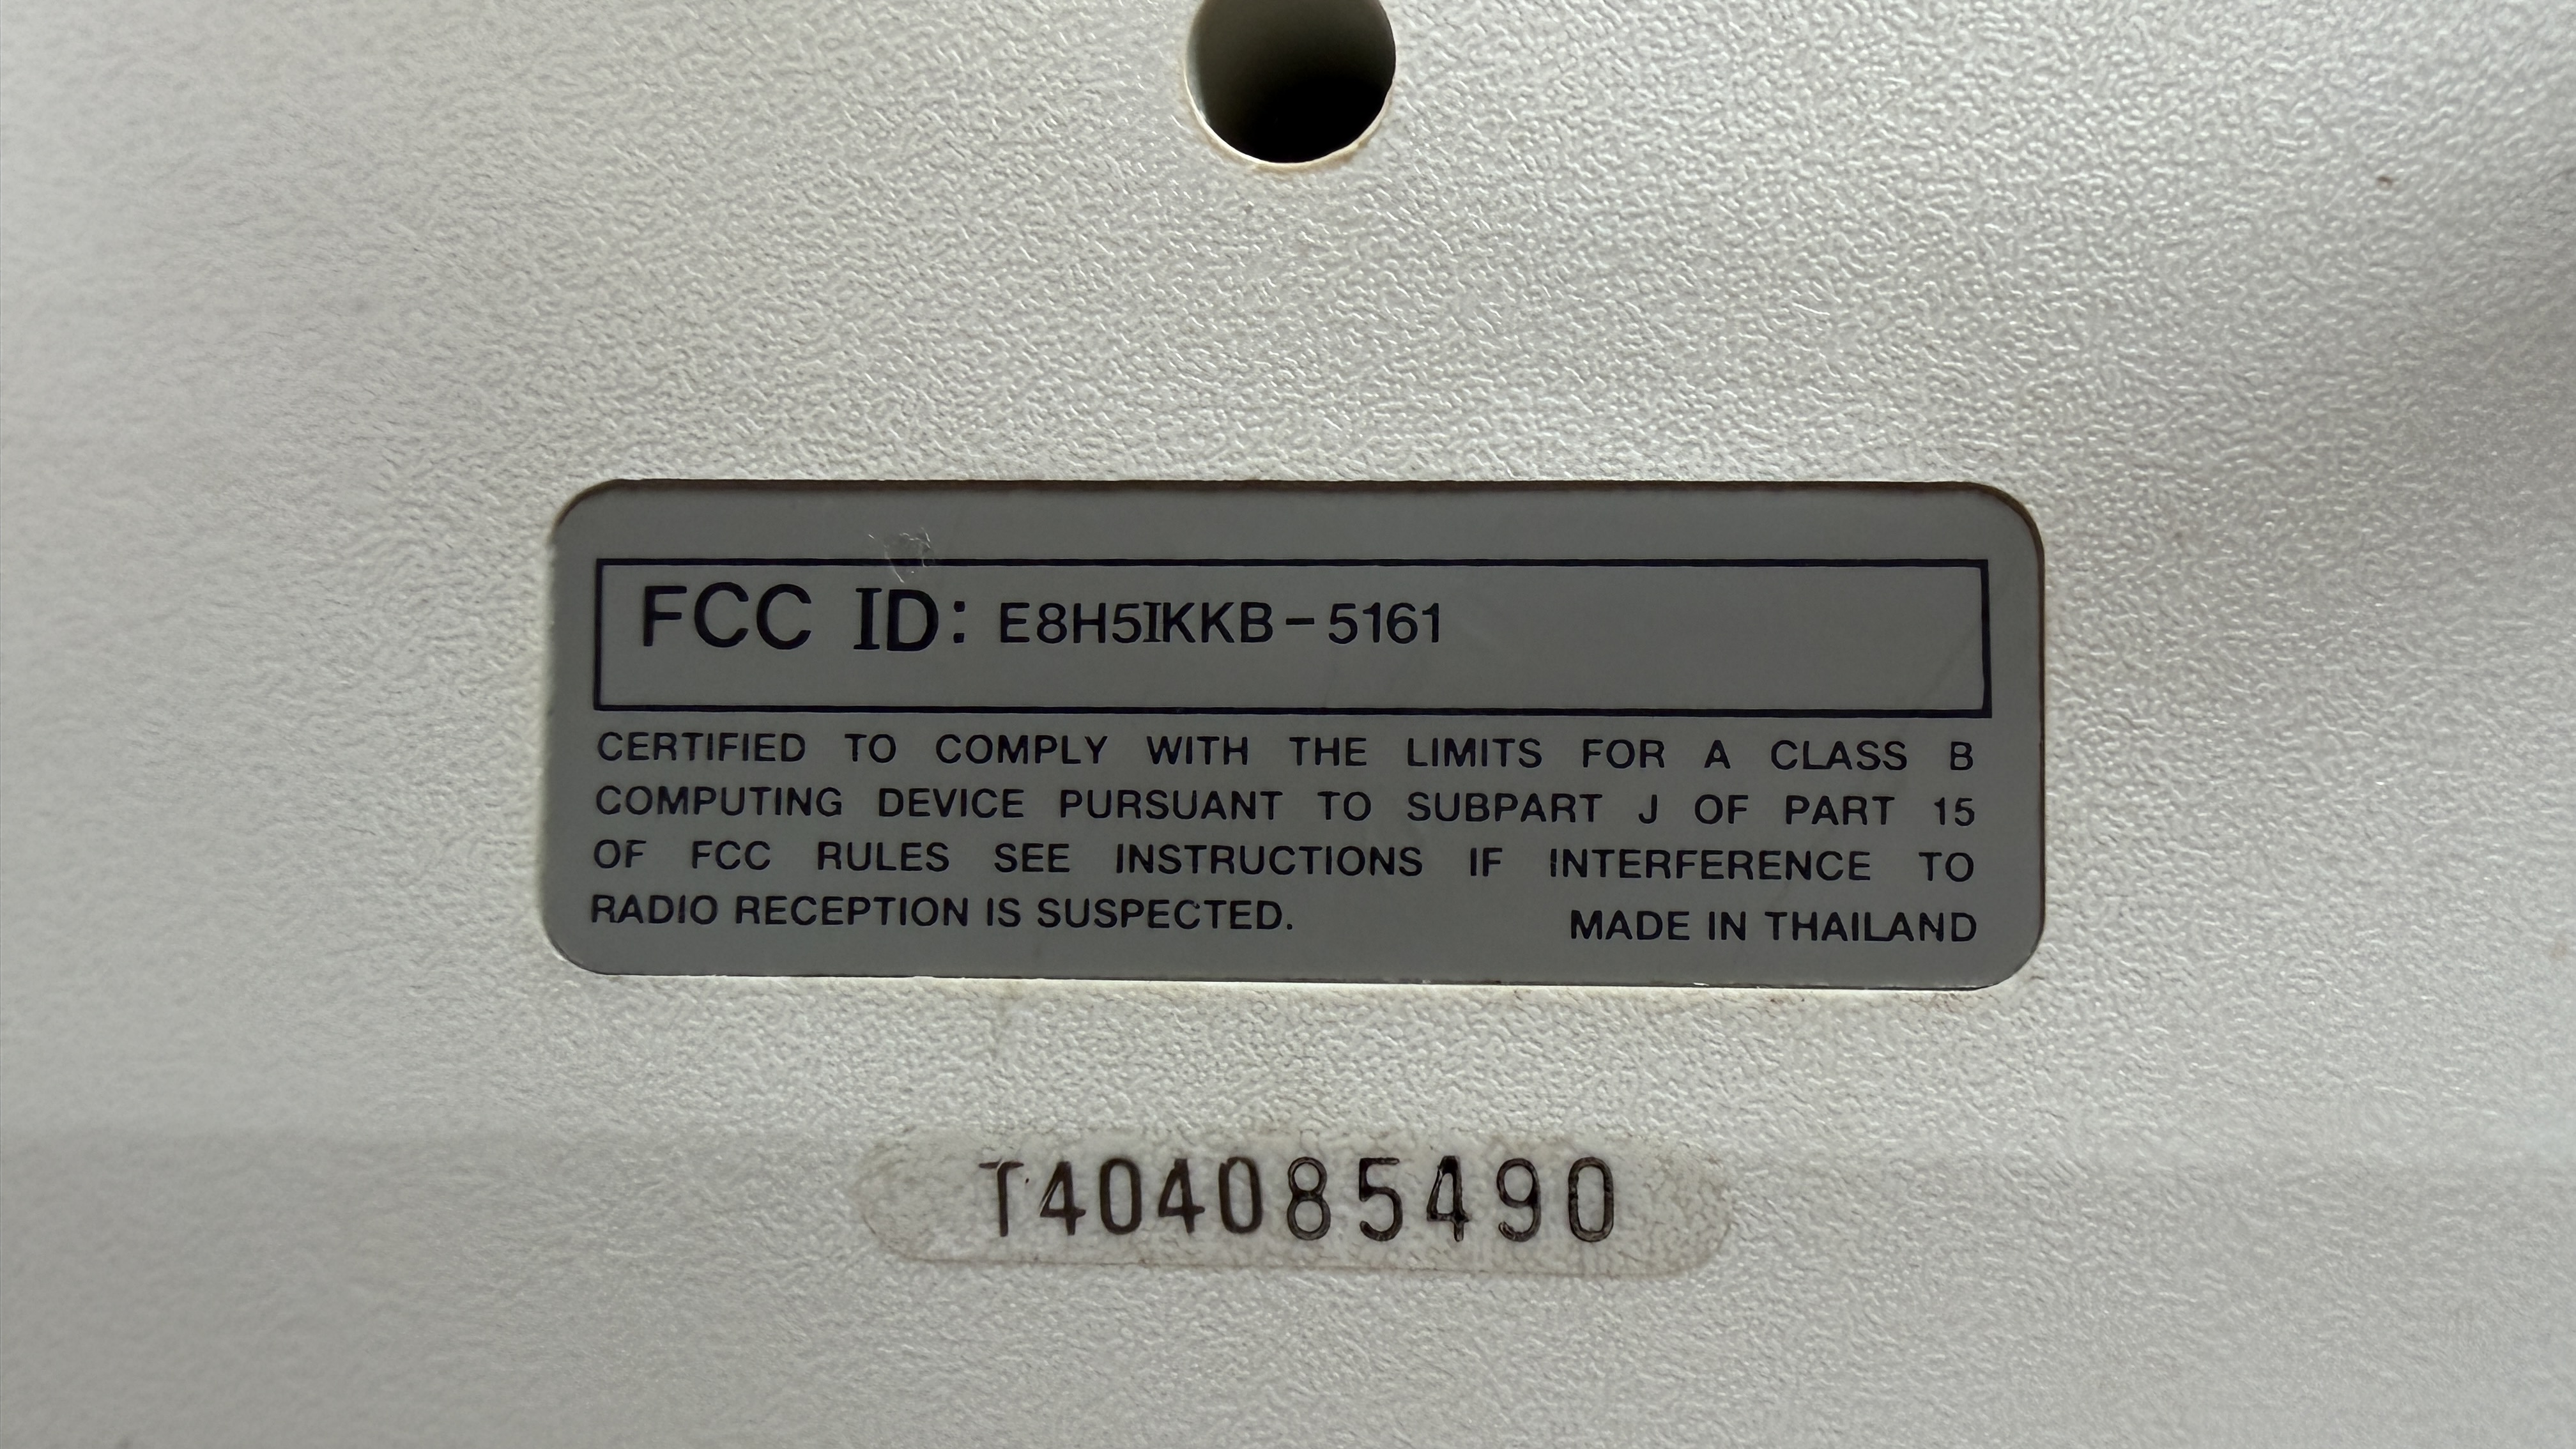 FCC ID: E8H5IKKB-5161
CERTIFIED TO COMPLY WITH THE LIMITS FOR A CLASS B
COMPUTING DEVICE PURSUANT TO SUBPART J OF PART 15
OF FCC RULES SEE INSTRUCTIONS IF INTERFERENCE TO
RADIO RECEPTION IS SUSPECTED. MADE IN THAILAND
T404085490